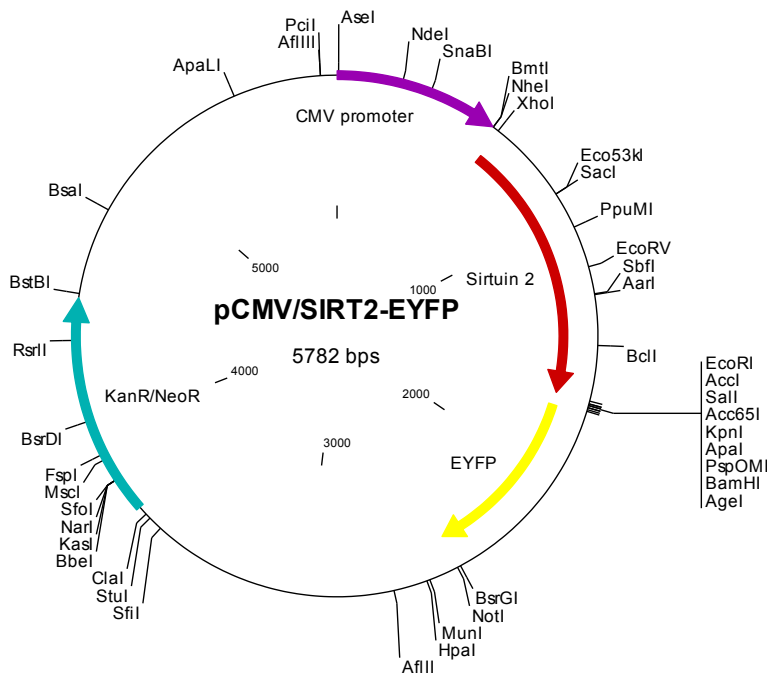 AseI
PciI
AflIII
NdeI
SnaBI
ApaLI
BmtI
NheI
XhoI
CMV promoter
Eco53kI
SacI
PpuMI
BsaI
EcoRV
SbfI
AarI
5000
1000
Sirtuin 2
BstBI
pCMV/SIRT2-EYFP
RsrII
5782 bps
BclI
EcoRI
AccI
SalI
Acc65I
KpnI
ApaI
PspOMI
BamHI
AgeI
4000
KanR/NeoR
2000
BsrDI
3000
EYFP
FspI
MscI
SfoI
NarI
KasI
BbeI
ClaI
StuI
SfiI
BsrGI
NotI
MunI
HpaI
AflII